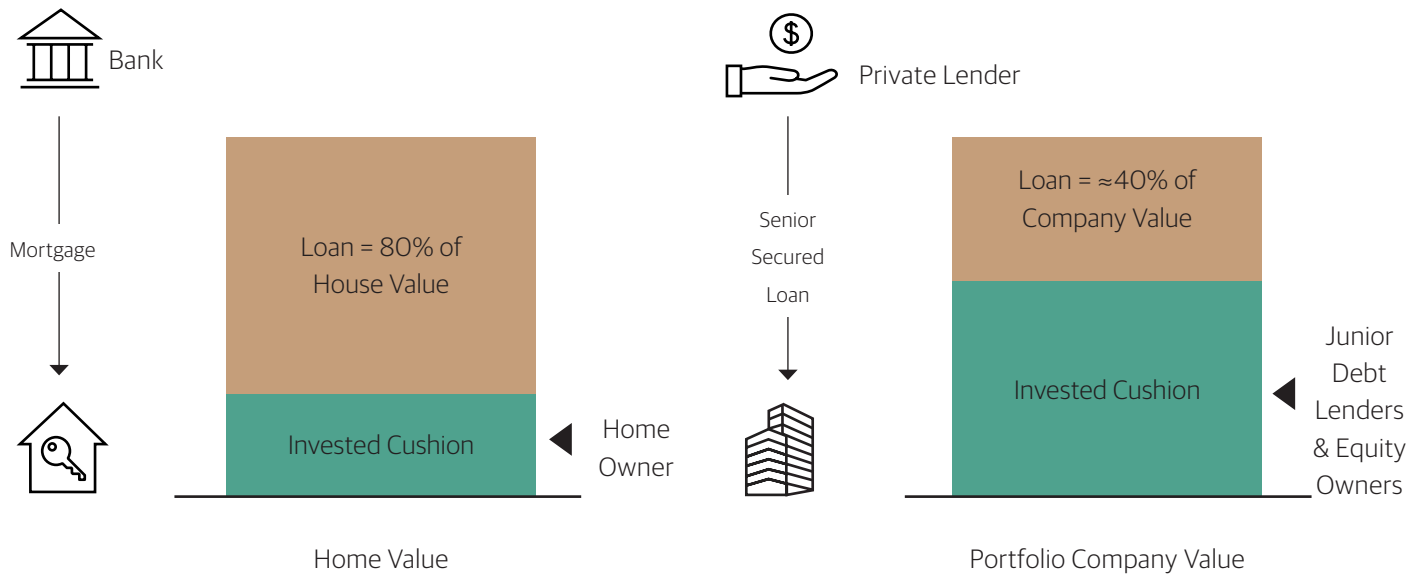 Bank
Mortgage
Loan = 80% of
House Value
Invested Cushion
Home
Owner
Home Value
$
Private Lender
Senior
Secured
Loan
Loan = ≈40% of
Company Value
Invested Cushion
Junior
Debt
Lenders
& Equity
Owners
Portfolio Company Value